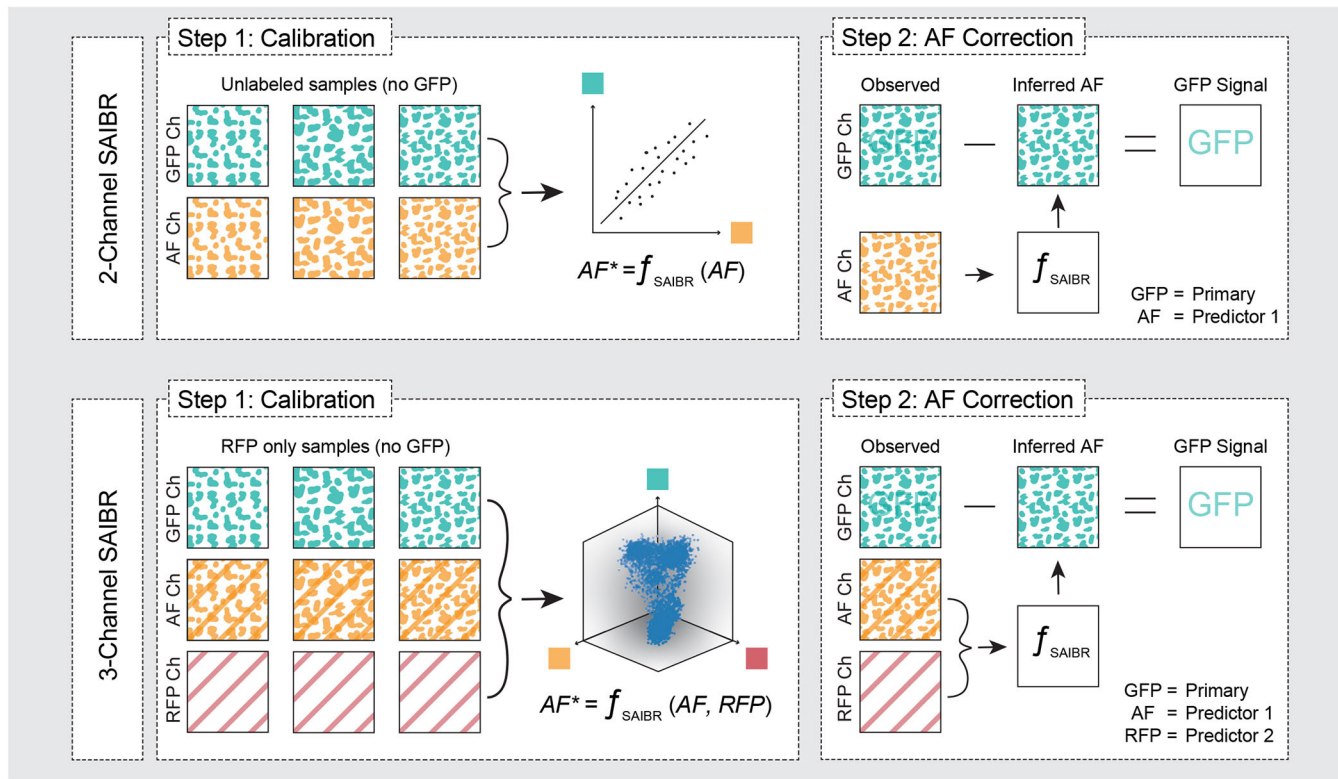 2-Channel SAIBR
Step 1: Calibration
Unlabeled samples (no GFP)
GFP Ch
AF Ch
AF* = f SAIBR (AF)
Step 2: AF Correction
Observed
Inferred AF
GFP Signal
GFP Ch
GFP
GFP
AF Ch
f SAIBR
GFP = Primary
AF = Predictor 1
3-Channel SAIBR
Step 1: Calibration
RFP only samples (no GFP)
GFP Ch
AF Ch
RFP Ch
AF* = f SAIBR (AF, RFP)
Step 2: AF Correction
Observed
Inferred AF
GFP Signal
GFP Ch
GFP
GFP
AF Ch
RFP Ch
f SAIBR
GFP = Primary
AF = Predictor 1
RFP = Predictor 2